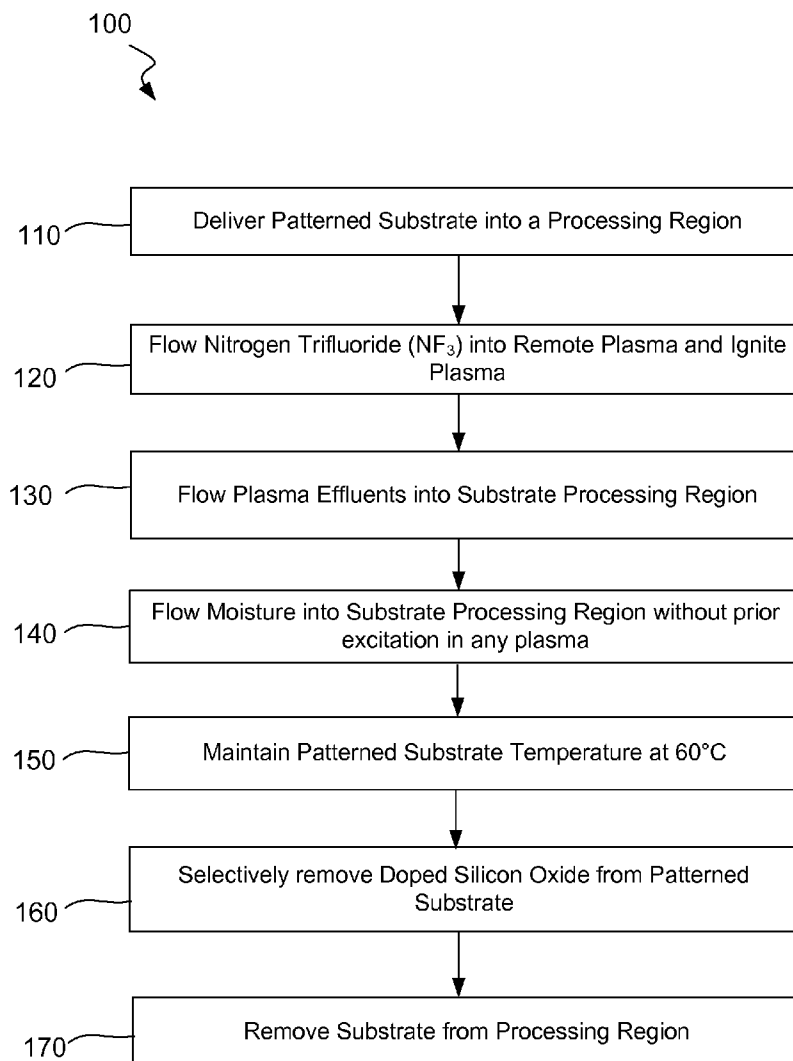 100
110
Deliver Patterned Substrate into a Processing Region
120
Flow Nitrogen Trifluoride (NF₃) into Remote Plasma and Ignite
Plasma
130
Flow Plasma Effluents into Substrate Processing Region
140
Flow Moisture into Substrate Processing Region without prior
excitation in any plasma
150
Maintain Patterned Substrate Temperature at 60°C
160
Selectively remove Doped Silicon Oxide from Patterned
Substrate
170
Remove Substrate from Processing Region